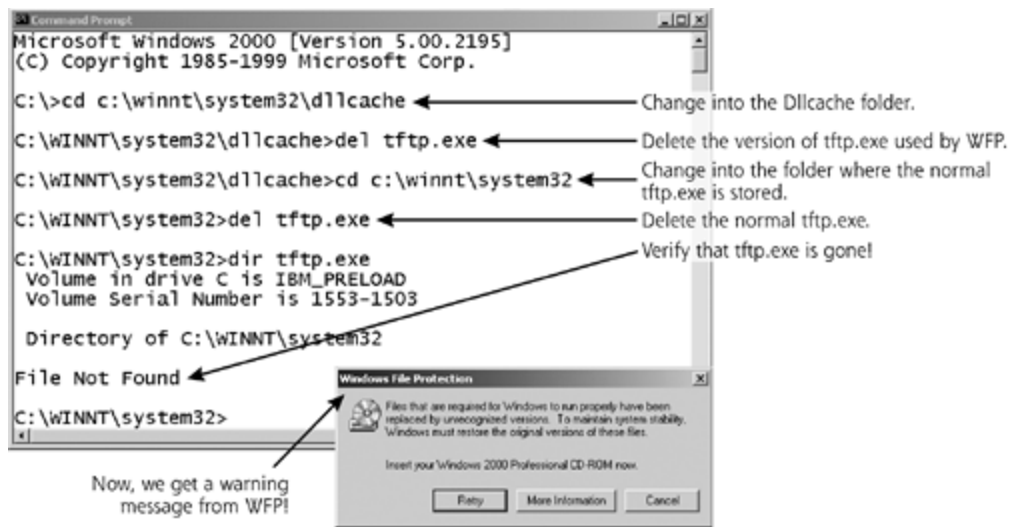 Command Prompt
Microsoft Windows 2000 [Version 5.00.2195]
(C) Copyright 1985-1999 Microsoft Corp.
C:\>cd c:\winnt\system32\dllcache
Change into the Dllcache folder.
C:\WINNT\system32\dllcache>del tftp.exe
Delete the version of tftp.exe used by WFP.
C:\WINNT\system32\dllcache>cd c:\winnt\system32
Change into the folder where the normal
tftp.exe is stored.
C:\WINNT\system32>del tftp.exe
Delete the normal tftp.exe.
Verify that tftp.exe is gone!
C:\WINNT\system32>dir tftp.exe
Volume in drive C is IBM_PRELOAD
Volume Serial Number is 1553-1503
Directory of C:\WINNT\system32
File Not Found
C:\WINNT\system32>
Windows File Protection
Files that are required for Windows to run properly have been
replaced by unrecognized versions. To maintain system stability,
Windows must restore the original versions of these files.
Insert your Windows 2000 Professional CD-ROM now.
Retry
More Information
Cancel
Now, we get a warning
message from WFP!